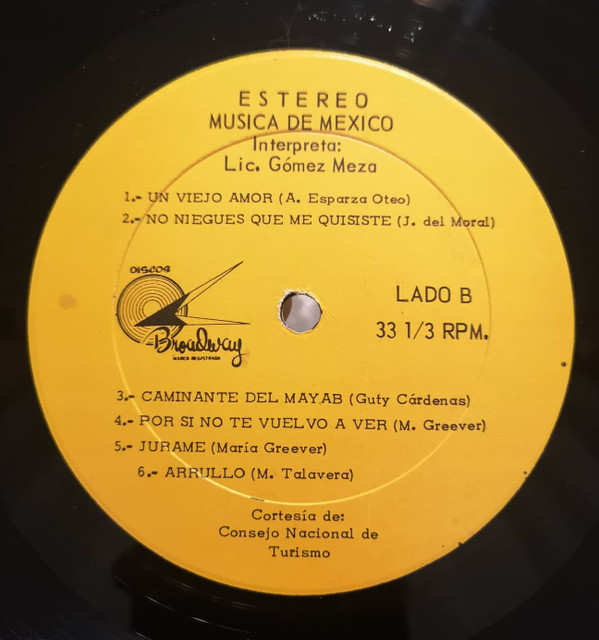 ESTEREO
MUSICA DE MEXICO
Interpreta:
Lic. Gómez Meza
1.- UN VIEJO AMOR (A. Esparza Oteo)
2.- NO NIEGUES QUE ME QUISISTE (J. del Moral)
DISCOS
Broadway
MARCA REGISTRADA
LADO B
33 1/3 RPM.
3.- CAMINANTE DEL MAYAB (Guty Cárdenas)
4.- POR SI NO TE VUELVO A VER (M. Greever)
5.- JURAME (María Greever)
6.- ARRULLO (M. Talavera)
Cortesía de:
Consejo Nacional de
Turismo